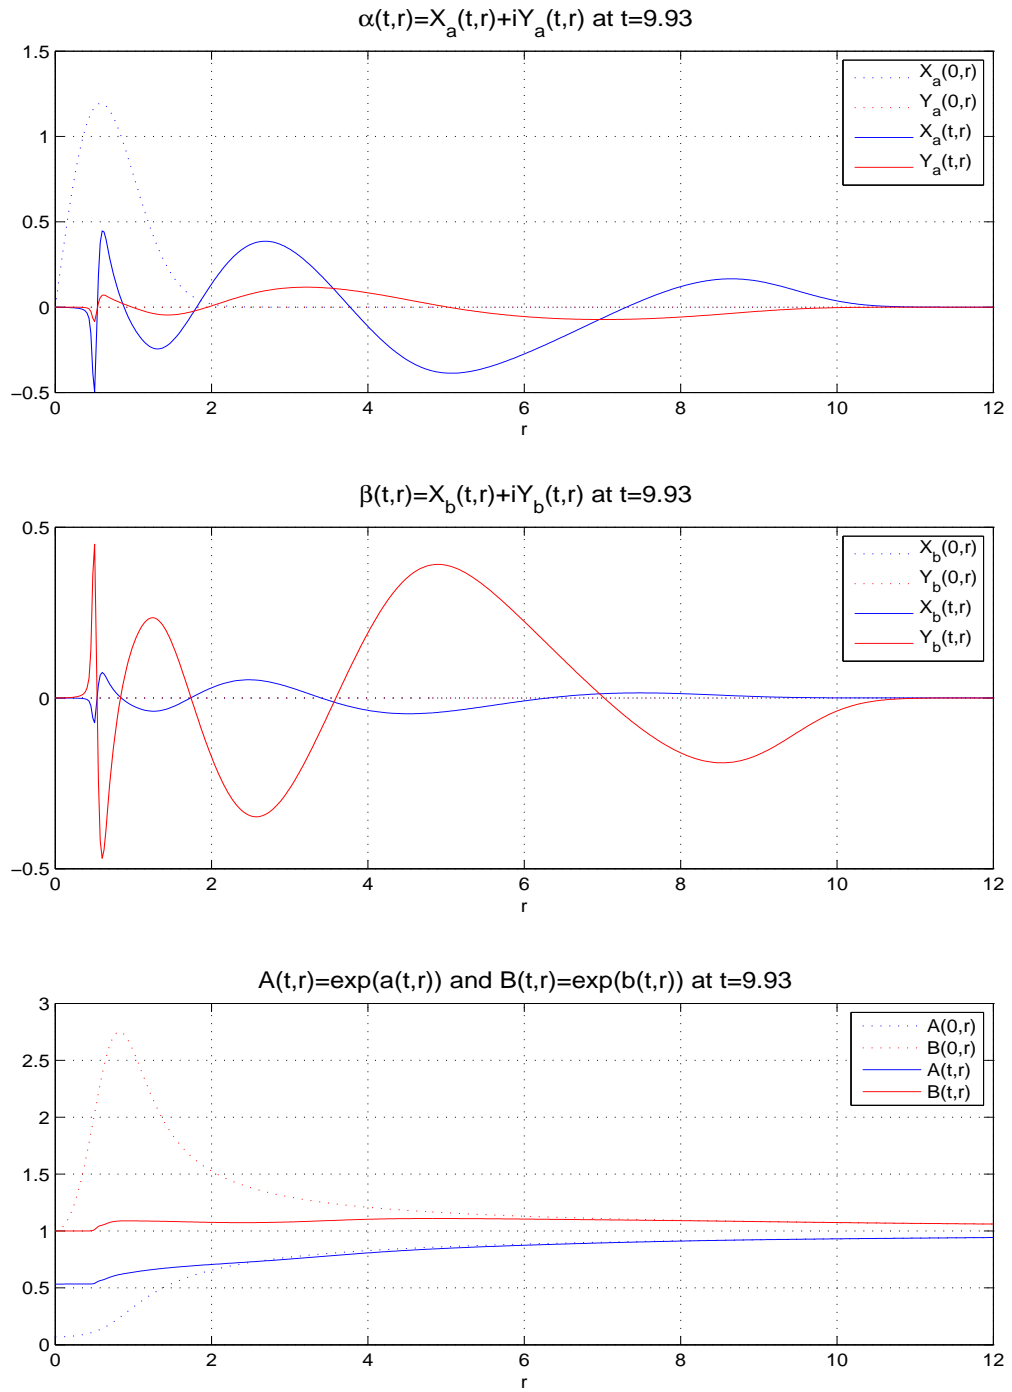 α(t,r)=X_a(t,r)+iY_a(t,r) at t=9.93
1.5
1
0.5
0
−0.5
X_a(0,r)
Y_a(0,r)
X_a(t,r)
Y_a(t,r)
0 2 4 6 8 10 12
r
β(t,r)=X_b(t,r)+iY_b(t,r) at t=9.93
0.5
0
−0.5
X_b(0,r)
Y_b(0,r)
X_b(t,r)
Y_b(t,r)
0 2 4 6 8 10 12
r
A(t,r)=exp(a(t,r)) and B(t,r)=exp(b(t,r)) at t=9.93
3
2.5
2
1.5
1
0.5
0
A(0,r)
B(0,r)
A(t,r)
B(t,r)
0 2 4 6 8 10 12
r